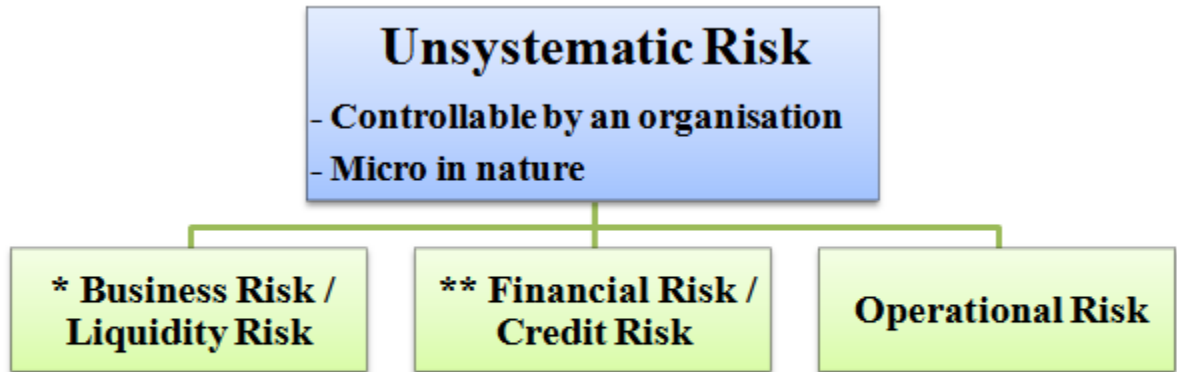 Unsystematic Risk
- Controllable by an organisation
- Micro in nature
* Business Risk /
Liquidity Risk
** Financial Risk /
Credit Risk
Operational Risk